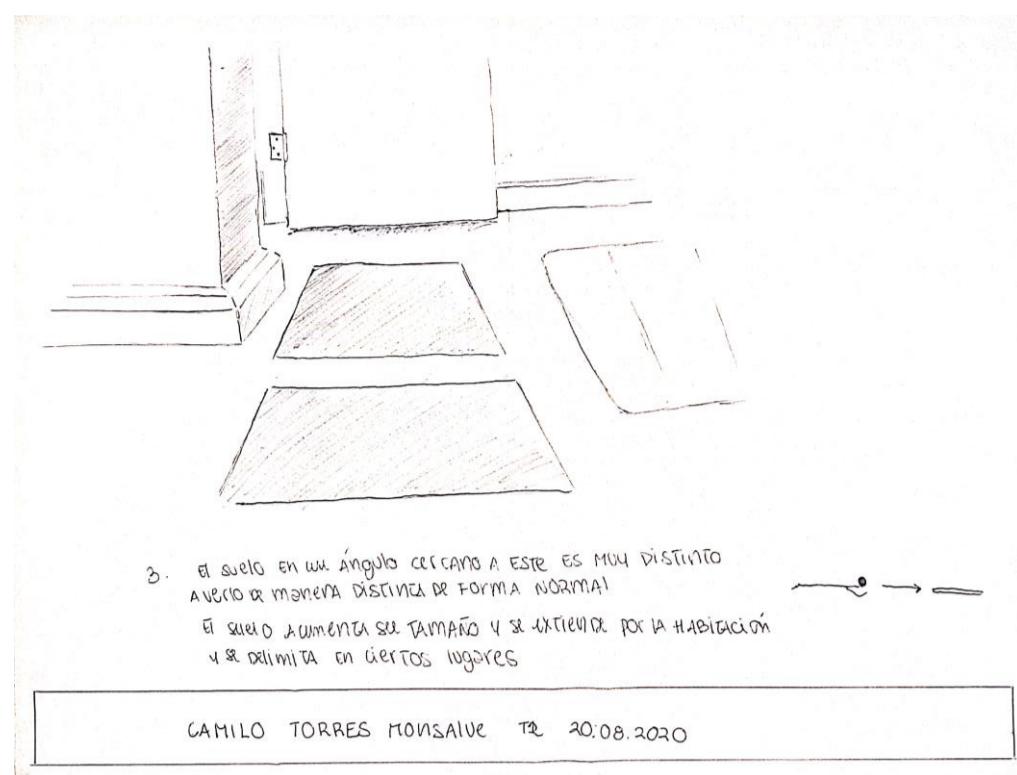 3. El suelo en un ángulo cercano a este es muy distinto
a verlo de manera distinta de forma normal
El suelo aumenta su tamaño y se extiende por la habitación
y se delimita en ciertos lugares
CAMILO TORRES MONSALVE T2 20.08.2020